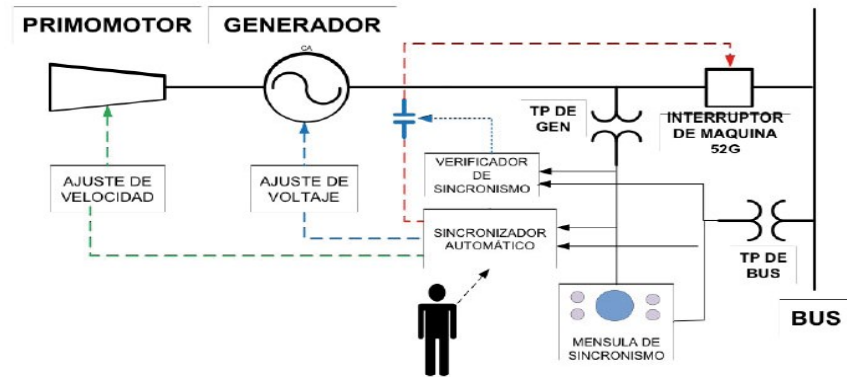 PRIMOMOTOR
GENERADOR
CA
TP DE
GEN
INTERRUPTOR
DE MAQUINA
52G
AJUSTE DE
VELOCIDAD
AJUSTE DE
VOLTAJE
VERIFICADOR
DE
SINCRONISMO
SINCRONIZADOR
AUTOMÁTICO
TP DE
BUS
MENSULA DE
SINCRONISMO
BUS